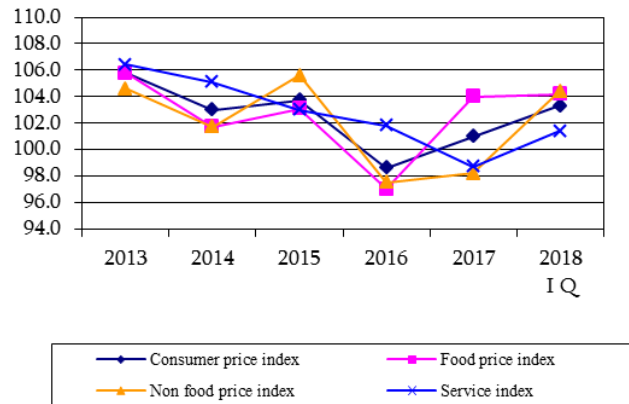 110.0
108.0
106.0
104.0
102.0
100.0
98.0
96.0
94.0
2013 2014 2015 2016 2017 2018
I Q
Consumer price index Food price index
Non food price index Service index